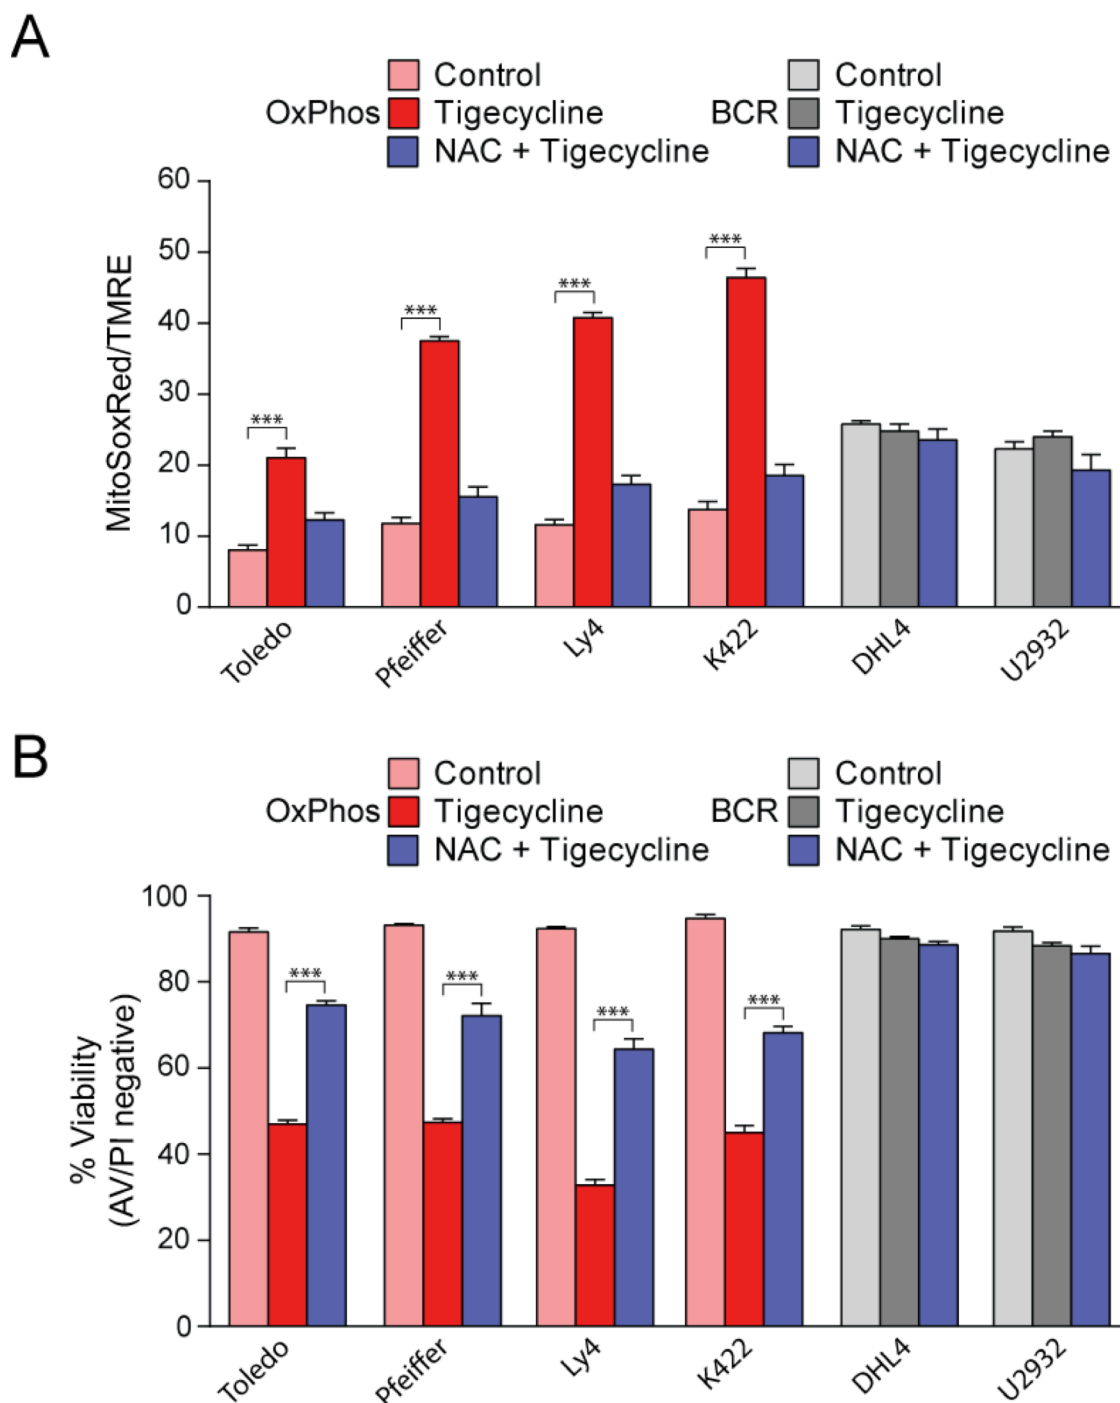 A
Control Control
OxPhos Tigecycline BCR Tigecycline
NAC + Tigecycline NAC + Tigecycline
MitoSoxRed/TMRE
60
50
40
30
20
10
0
*** *** *** ***
Toledo Pfeiffer Ly4 K422 DHL4 U2932
B
Control Control
OxPhos Tigecycline BCR Tigecycline
NAC + Tigecycline NAC + Tigecycline
% Viability
(AV/PI negative)
100
80
60
40
20
0
*** *** *** ***
Toledo Pfeiffer Ly4 K422 DHL4 U2932